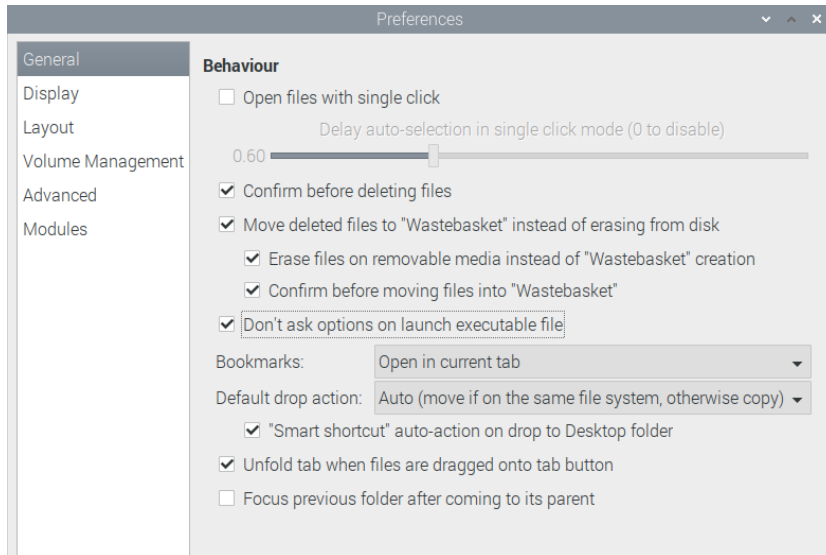 Preferences
General
Display
Layout
Volume Management
Advanced
Modules
Behaviour
Open files with single click
Delay auto-selection in single click mode (0 to disable)
0.60
Confirm before deleting files
Move deleted files to "Wastebasket" instead of erasing from disk
Erase files on removable media instead of "Wastebasket" creation
Confirm before moving files into "Wastebasket"
Don't ask options on launch executable file
Bookmarks: Open in current tab
Default drop action: Auto (move if on the same file system, otherwise copy)
"Smart shortcut" auto-action on drop to Desktop folder
Unfold tab when files are dragged onto tab button
Focus previous folder after coming to its parent